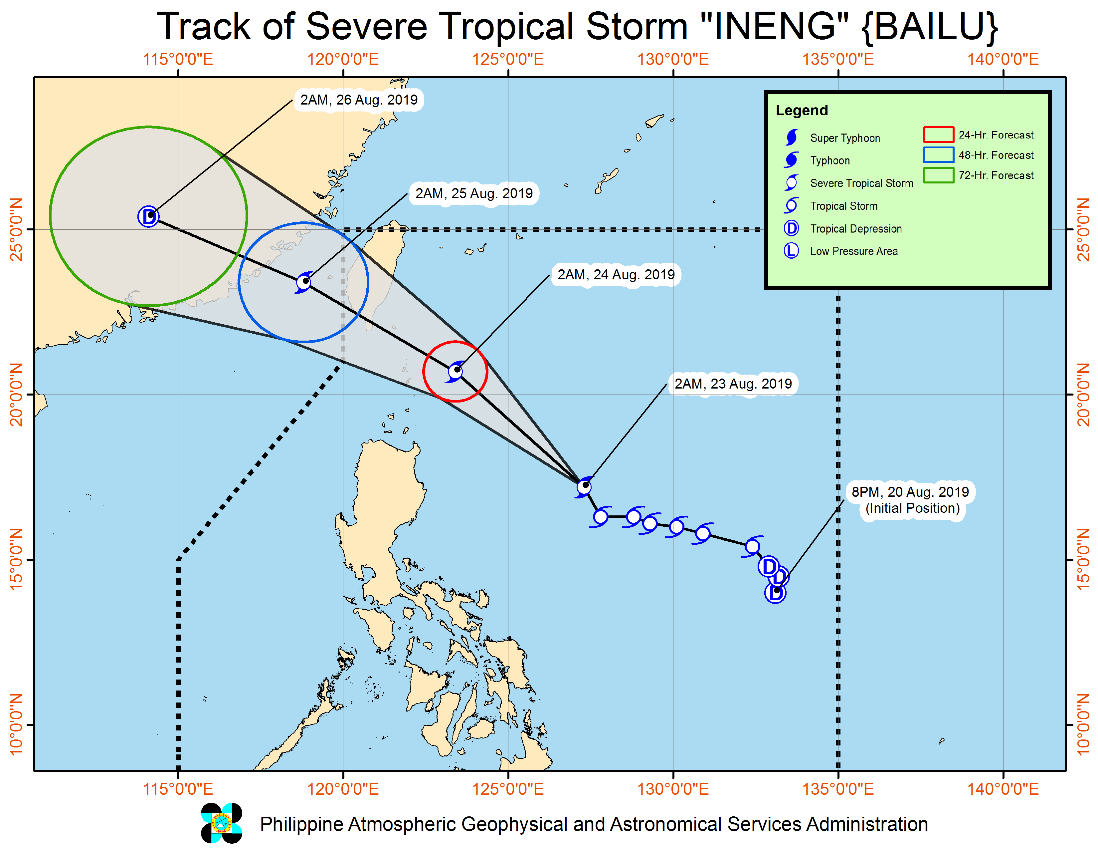 Track of Severe Tropical Storm "INENG" {BAILU}
115°0'0"E 120°0'0"E 125°0'0"E 130°0'0"E 135°0'0"E 140°0'0"E
2AM, 26 Aug. 2019
2AM, 25 Aug. 2019
2AM, 24 Aug. 2019
2AM, 23 Aug. 2019
8PM, 20 Aug. 2019
(Initial Position)
Legend
Super Typhoon
Typhoon
Severe Tropical Storm
Tropical Storm
D Tropical Depression
L Low Pressure Area
24-Hr. Forecast
48-Hr. Forecast
72-Hr. Forecast
D
D
D
D
25°0'0"N
20°0'0"N
15°0'0"N
10°0'0"N
25°0'0"N
20°0'0"N
15°0'0"N
10°0'0"N
115°0'0"E 120°0'0"E 125°0'0"E 130°0'0"E 135°0'0"E 140°0'0"E
Philippine Atmospheric Geophysical and Astronomical Services Administration